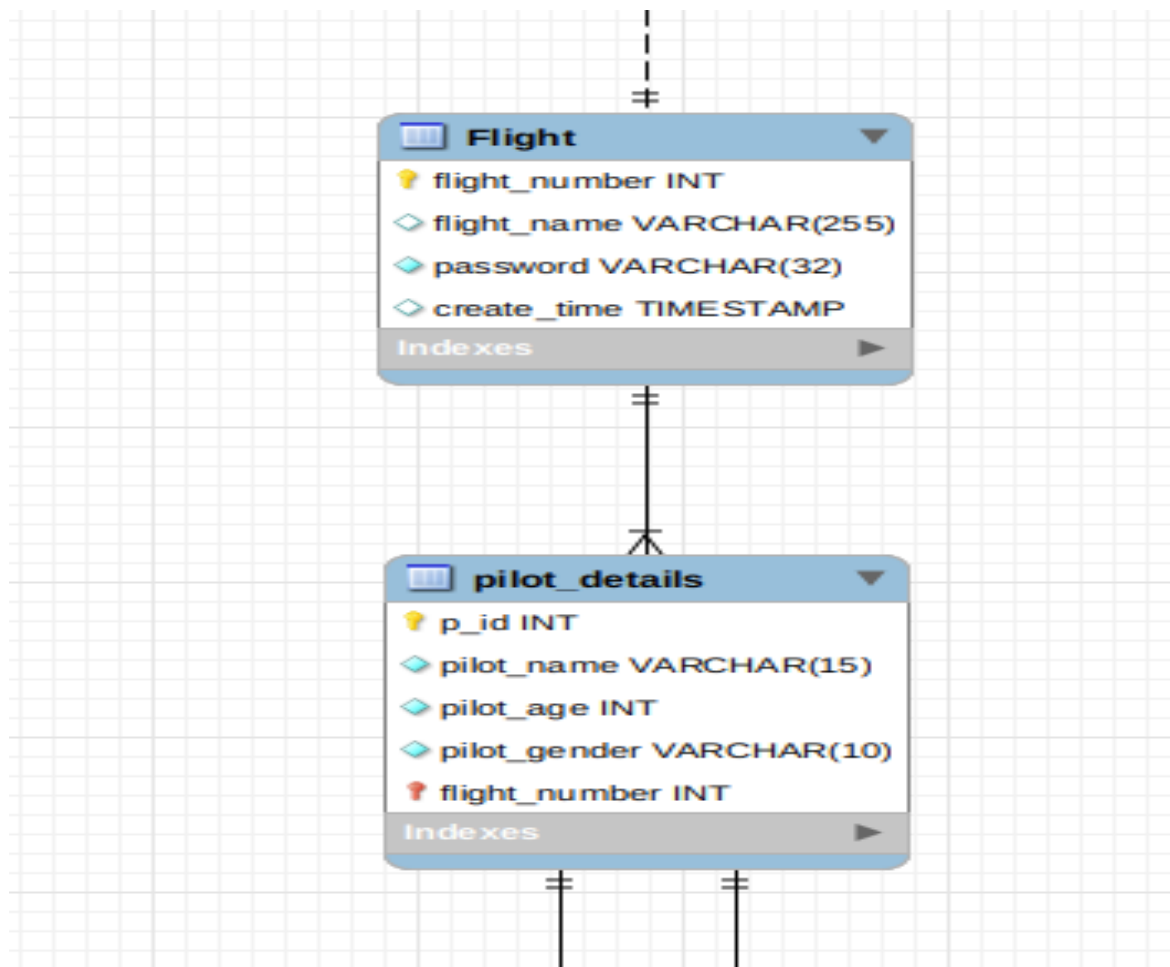 Flight
flight_number INT
flight_name VARCHAR(255)
password VARCHAR(32)
create_time TIMESTAMP
Indexes
pilot_details
p_id INT
pilot_name VARCHAR(15)
pilot_age INT
pilot_gender VARCHAR(10)
flight_number INT
Indexes